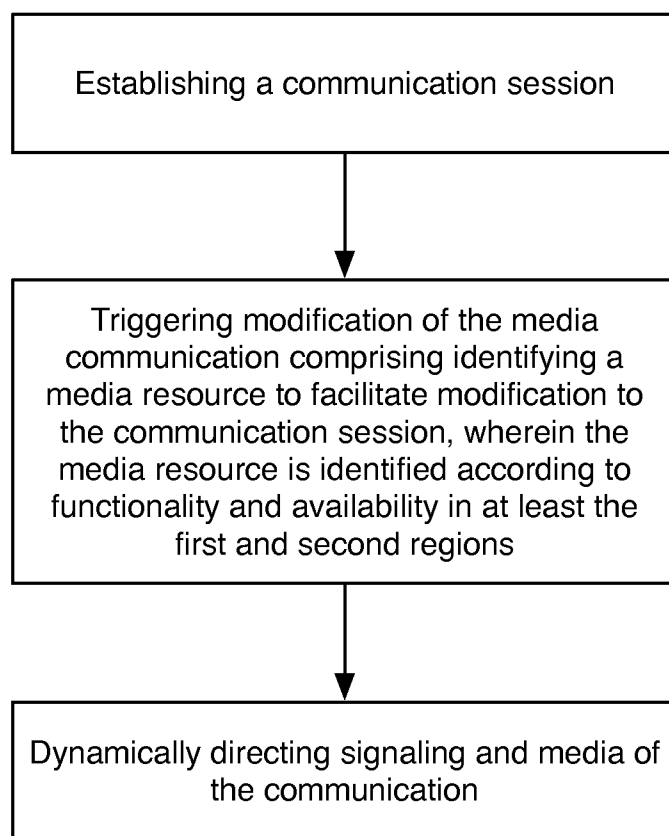 Establishing a communication session
Triggering modification of the media
communication comprising identifying a
media resource to facilitate modification to
the communication session, wherein the
media resource is identified according to
functionality and availability in at least the
first and second regions
Dynamically directing signaling and media of
the communication